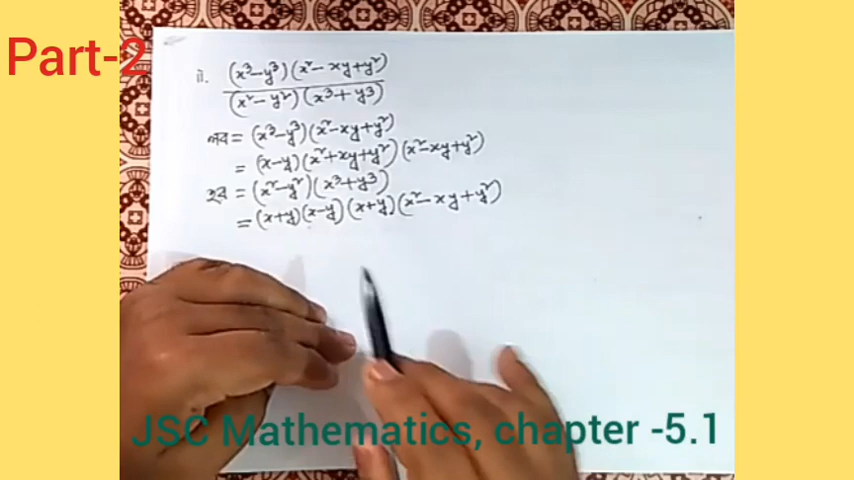 Part-2
ii. (x³-y³)(x²-xy+y²)
(x²-y²)(x³+y³)
লব = (x³-y³)(x²-xy+y²)
= (x-y)(x²+xy+y²)(x²-xy+y²)
হর = (x²-y²)(x³+y³)
= (x+y)(x-y)(x+y)(x²-xy+y²)
JSC Mathematics, chapter -5.1